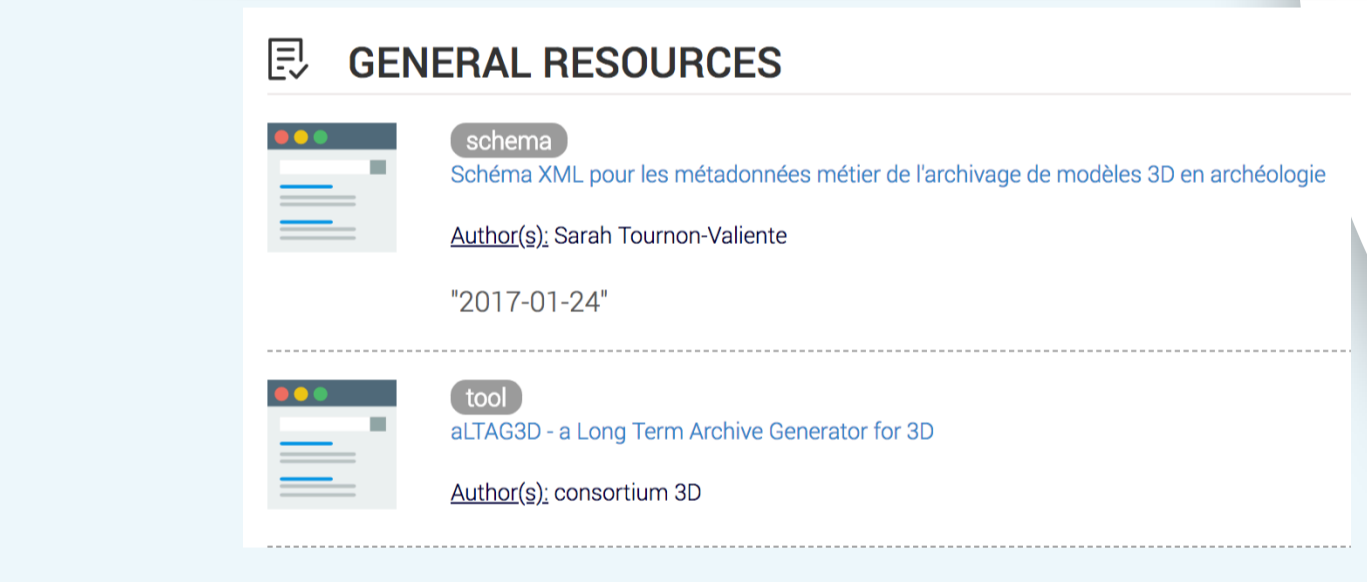 GENERAL RESOURCES
schema
Schéma XML pour les métadonnées métier de l'archivage de modèles 3D en archéologie
Author(s): Sarah Tournon-Valiente
"2017-01-24"
tool
aLTAG3D - a Long Term Archive Generator for 3D
Author(s): consortium 3D